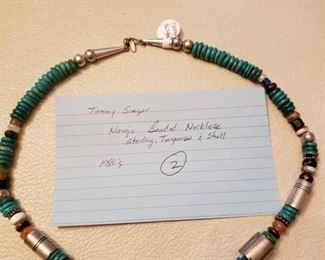 Tommy Singer
Navajo Beaded Necklace
Sterling, Turquoise & Shell
1980's
2